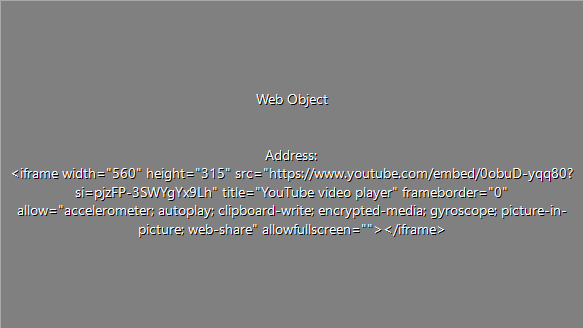 Web Object
Address:
<iframe width="560" height="315" src="https://www.youtube.com/embed/0obuD-yqq80?
si=pjzFP-3SWYgYx9Lh" title="YouTube video player" frameborder="0"
allow="accelerometer; autoplay; clipboard-write; encrypted-media; gyroscope; picture-in-
picture; web-share" allowfullscreen=""></iframe>